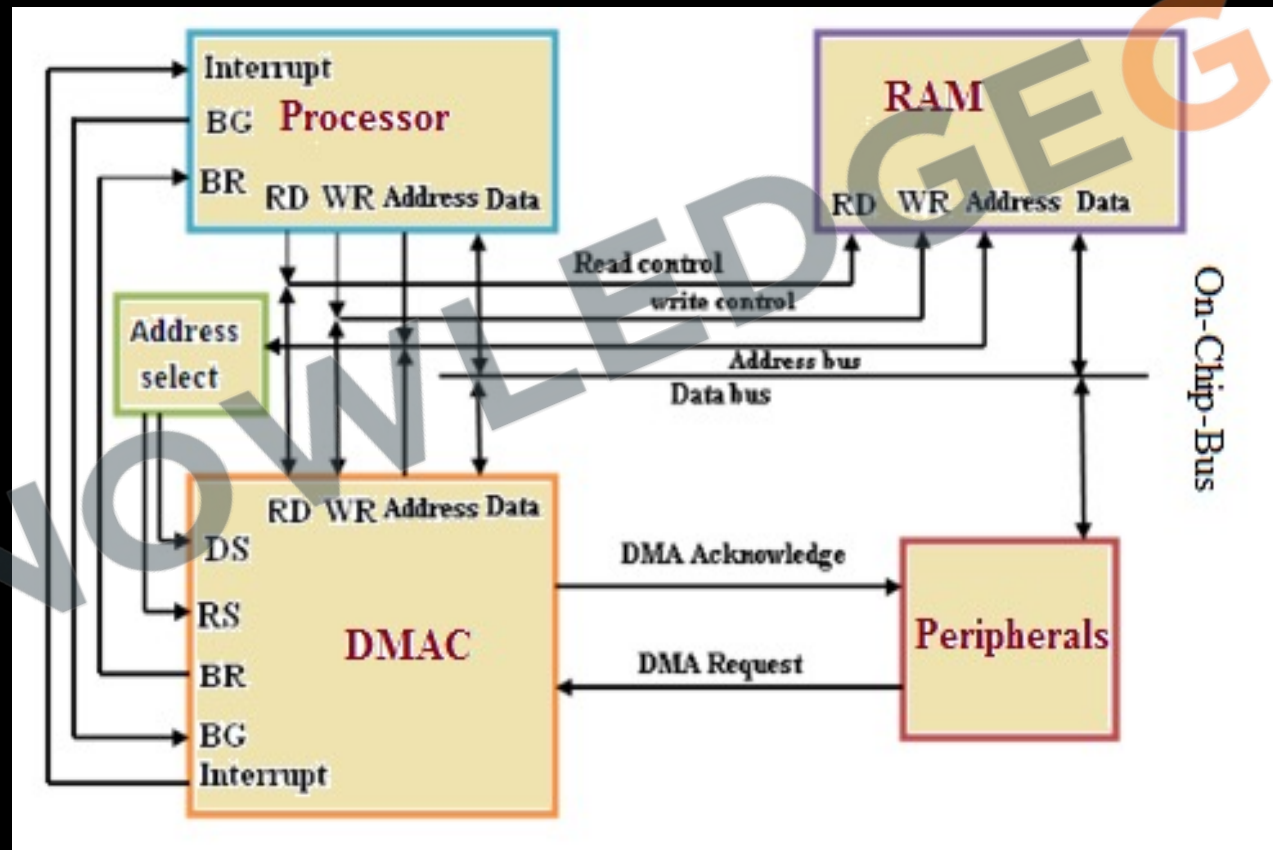 Interrupt
BG
Processor
BR
RD WR Address Data
RAM
RD WR Address Data
Read control
write control
Address bus
Data bus
On-Chip-Bus
Address
select
RD WR Address Data
DS
RS
DMAC
BR
BG
Interrupt
DMA Acknowledge
DMA Request
Peripherals
NOWLEDGEG